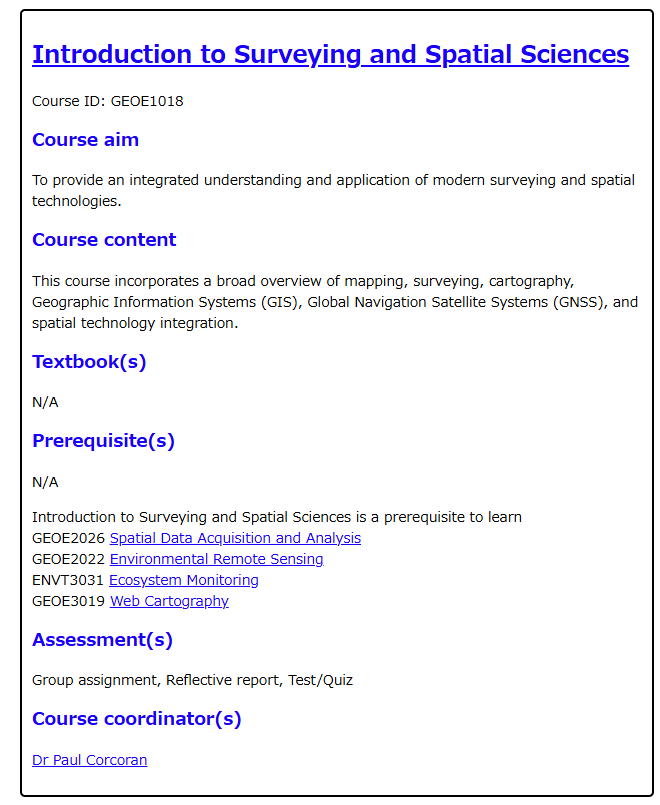 Introduction to Surveying and Spatial Sciences
Course ID: GEOE1018
Course aim
To provide an integrated understanding and application of modern surveying and spatial
technologies.
Course content
This course incorporates a broad overview of mapping, surveying, cartography,
Geographic Information Systems (GIS), Global Navigation Satellite Systems (GNSS), and
spatial technology integration.
Textbook(s)
N/A
Prerequisite(s)
N/A
Introduction to Surveying and Spatial Sciences is a prerequisite to learn
GEOE2026 Spatial Data Acquisition and Analysis
GEOE2022 Environmental Remote Sensing
ENVT3031 Ecosystem Monitoring
GEOE3019 Web Cartography
Assessment(s)
Group assignment, Reflective report, Test/Quiz
Course coordinator(s)
Dr Paul Corcoran